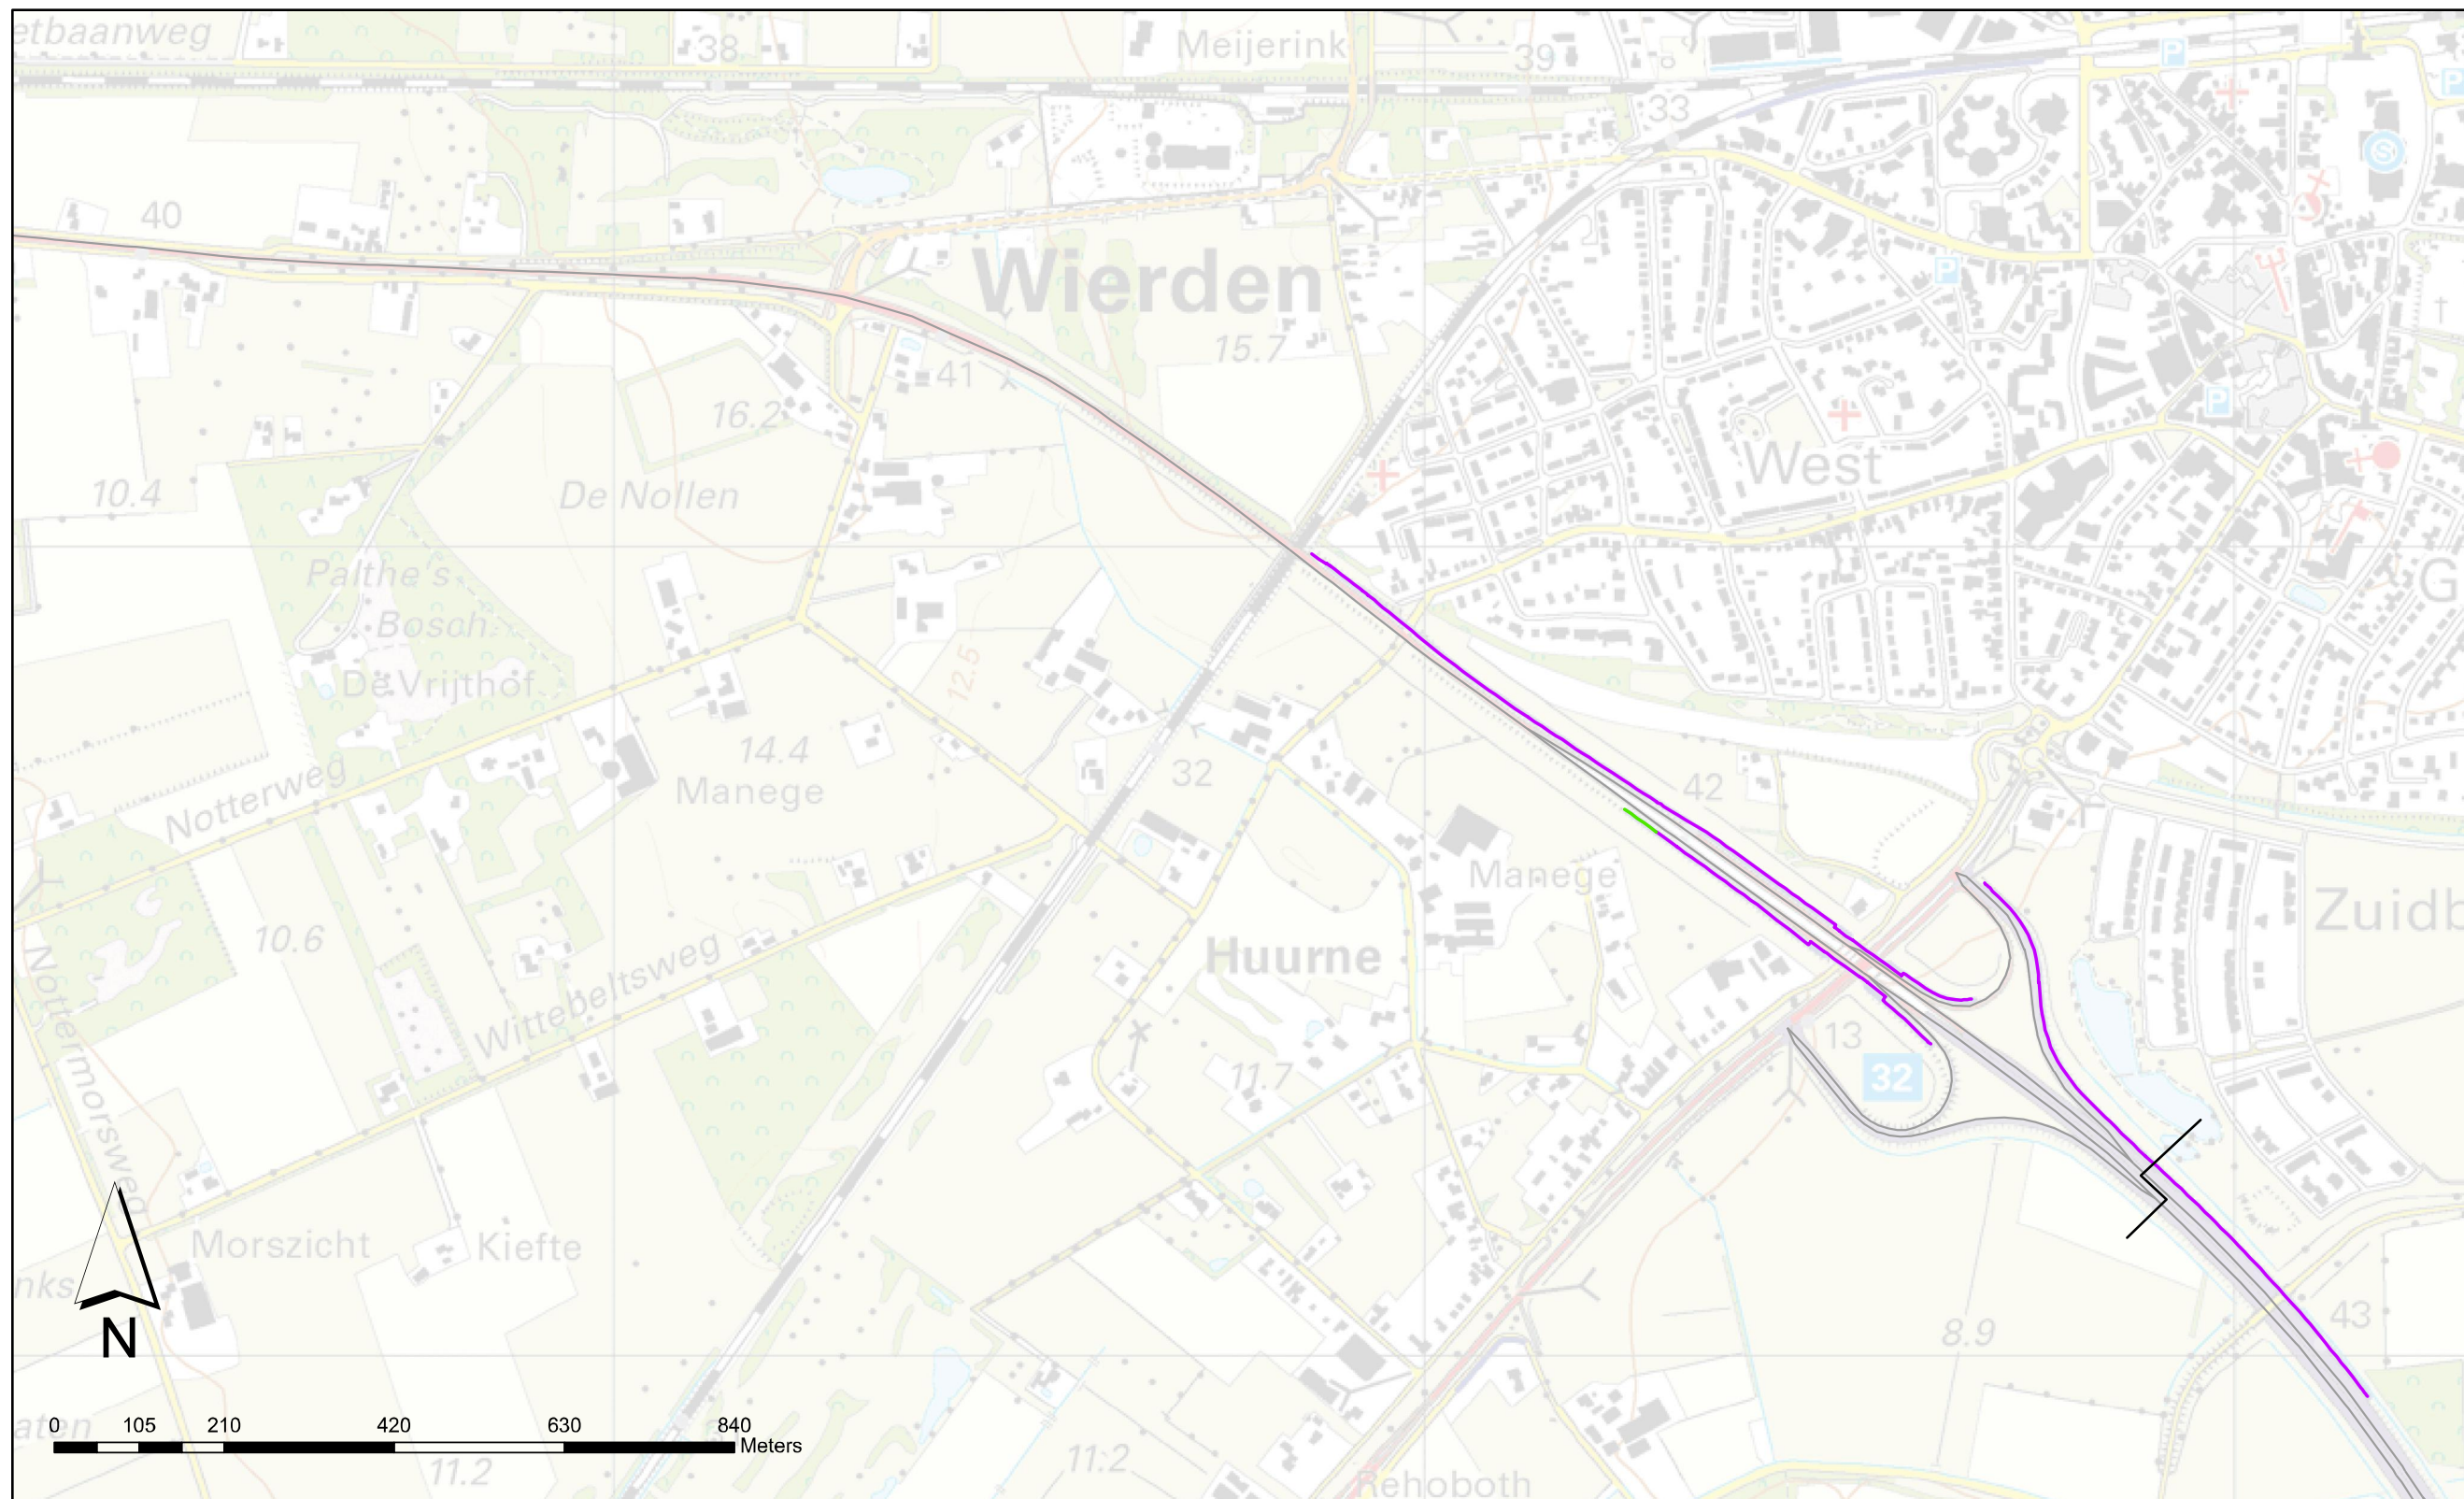 etbaanweg
38
Meijerink
39
33
40
Wierden
15.7
41
16.2
West
10.4
De Nollen
Palthe's
Bosch
G
12.5
De Vrijthof
14.4
32
42
Manege
Notterweg
Manege
Zuidb
10.6
Huurne
Wittebeltsweg
13
11.7
32
Nottermorsweg
Morszicht
Kiefte
nks
N
8.9
43
0 105 210 420 630 840
Meters
aten
11.2
11.2
Rehoboth